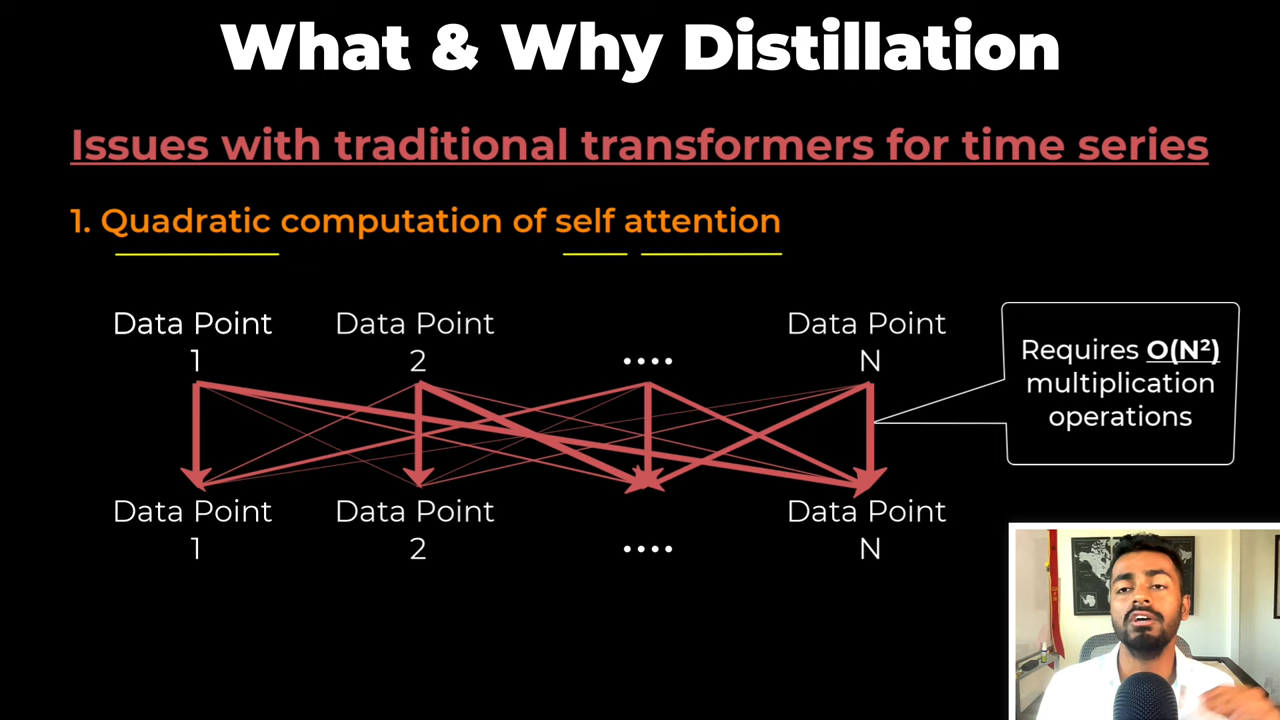 What & Why Distillation
Issues with traditional transformers for time series
1. Quadratic computation of self attention
Data Point 1
Data Point 2
....
Data Point N
Requires O(N²)
multiplication
operations
Data Point 1
Data Point 2
....
Data Point N